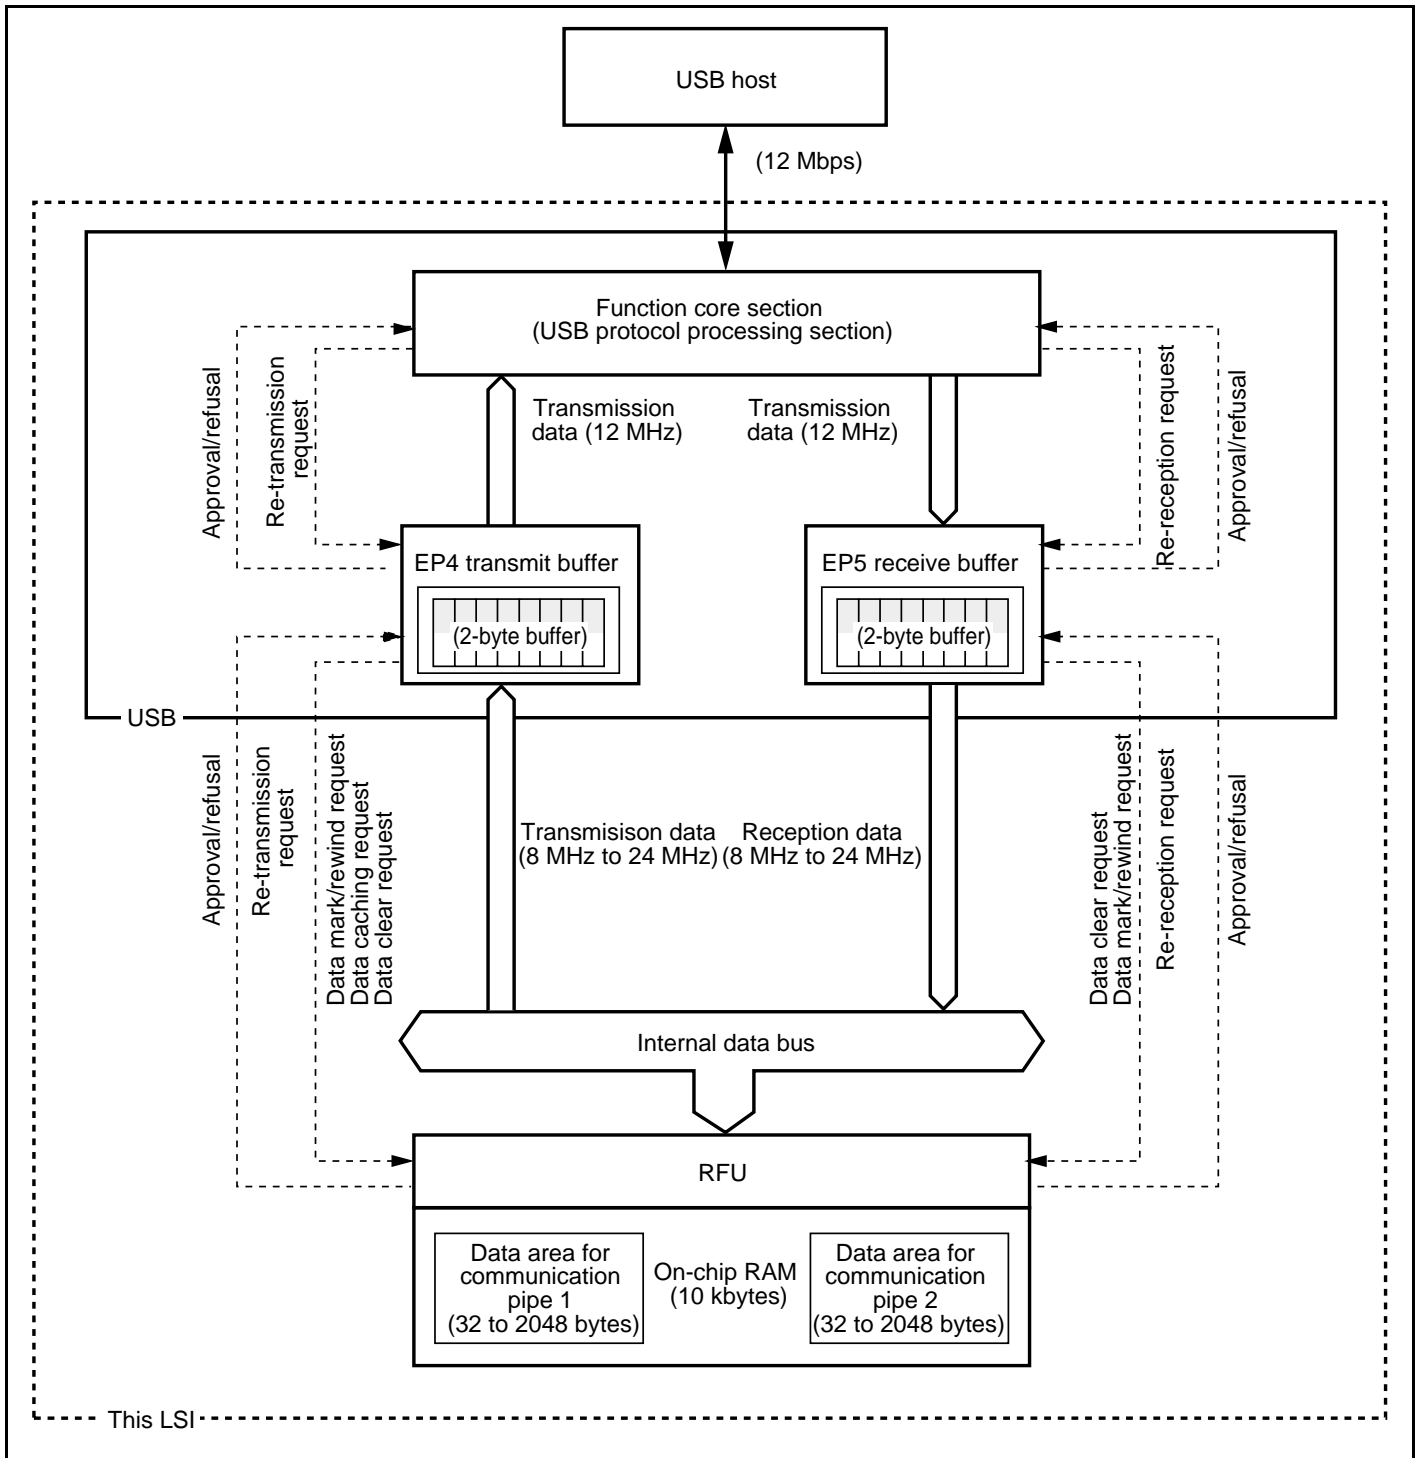 USB host
(12 Mbps)
Function core section
(USB protocol processing section)
Approval/refusal
Re-transmission
request
Transmission
data (12 MHz)
Transmission
data (12 MHz)
Re-reception request
Approval/refusal
EP4 transmit buffer
(2-byte buffer)
EP5 receive buffer
(2-byte buffer)
USB
Approval/refusal
Re-transmission
request
Data mark/rewind request
Data caching request
Data clear request
Transmisison data
(8 MHz to 24 MHz)
Reception data
(8 MHz to 24 MHz)
Data clear request
Data mark/rewind request
Re-reception request
Approval/refusal
Internal data bus
RFU
Data area for
communication
pipe 1
(32 to 2048 bytes)
On-chip RAM
(10 kbytes)
Data area for
communication
pipe 2
(32 to 2048 bytes)
This LSI